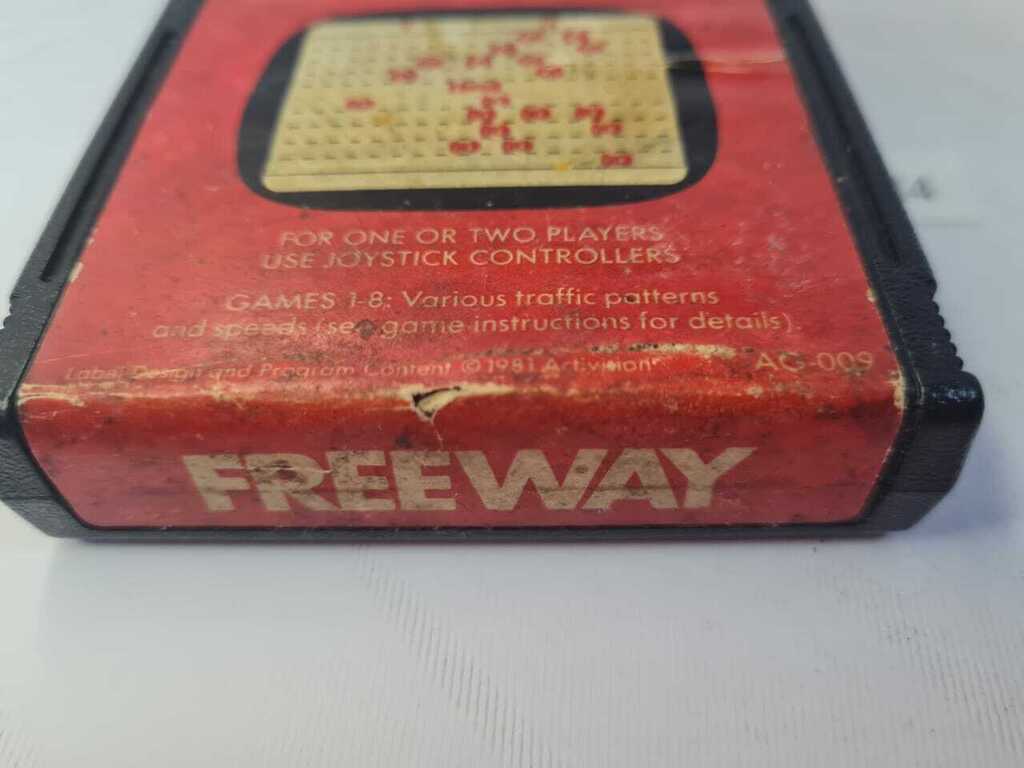 FOR ONE OR TWO PLAYERS
USE JOYSTICK CONTROLLERS
GAMES 1-8: Various traffic patterns
and speeds (see game instructions for details).
Label Design and Program Content © 1981 Activision
AG-009
FREEWAY